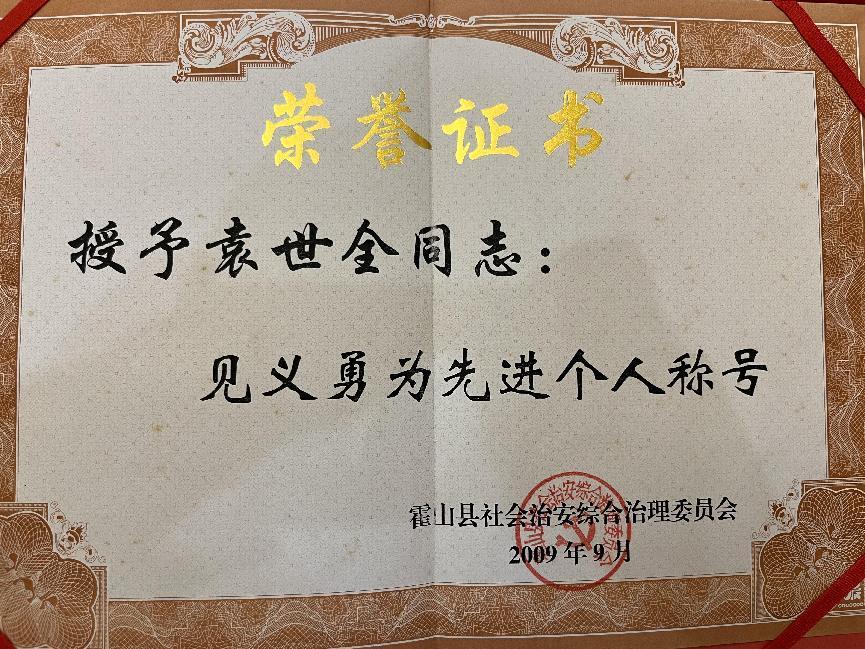 荣誉证书
授予袁世全同志：
见义勇为先进个人称号
霍山县社会治安综合治理委员会
2009年9月